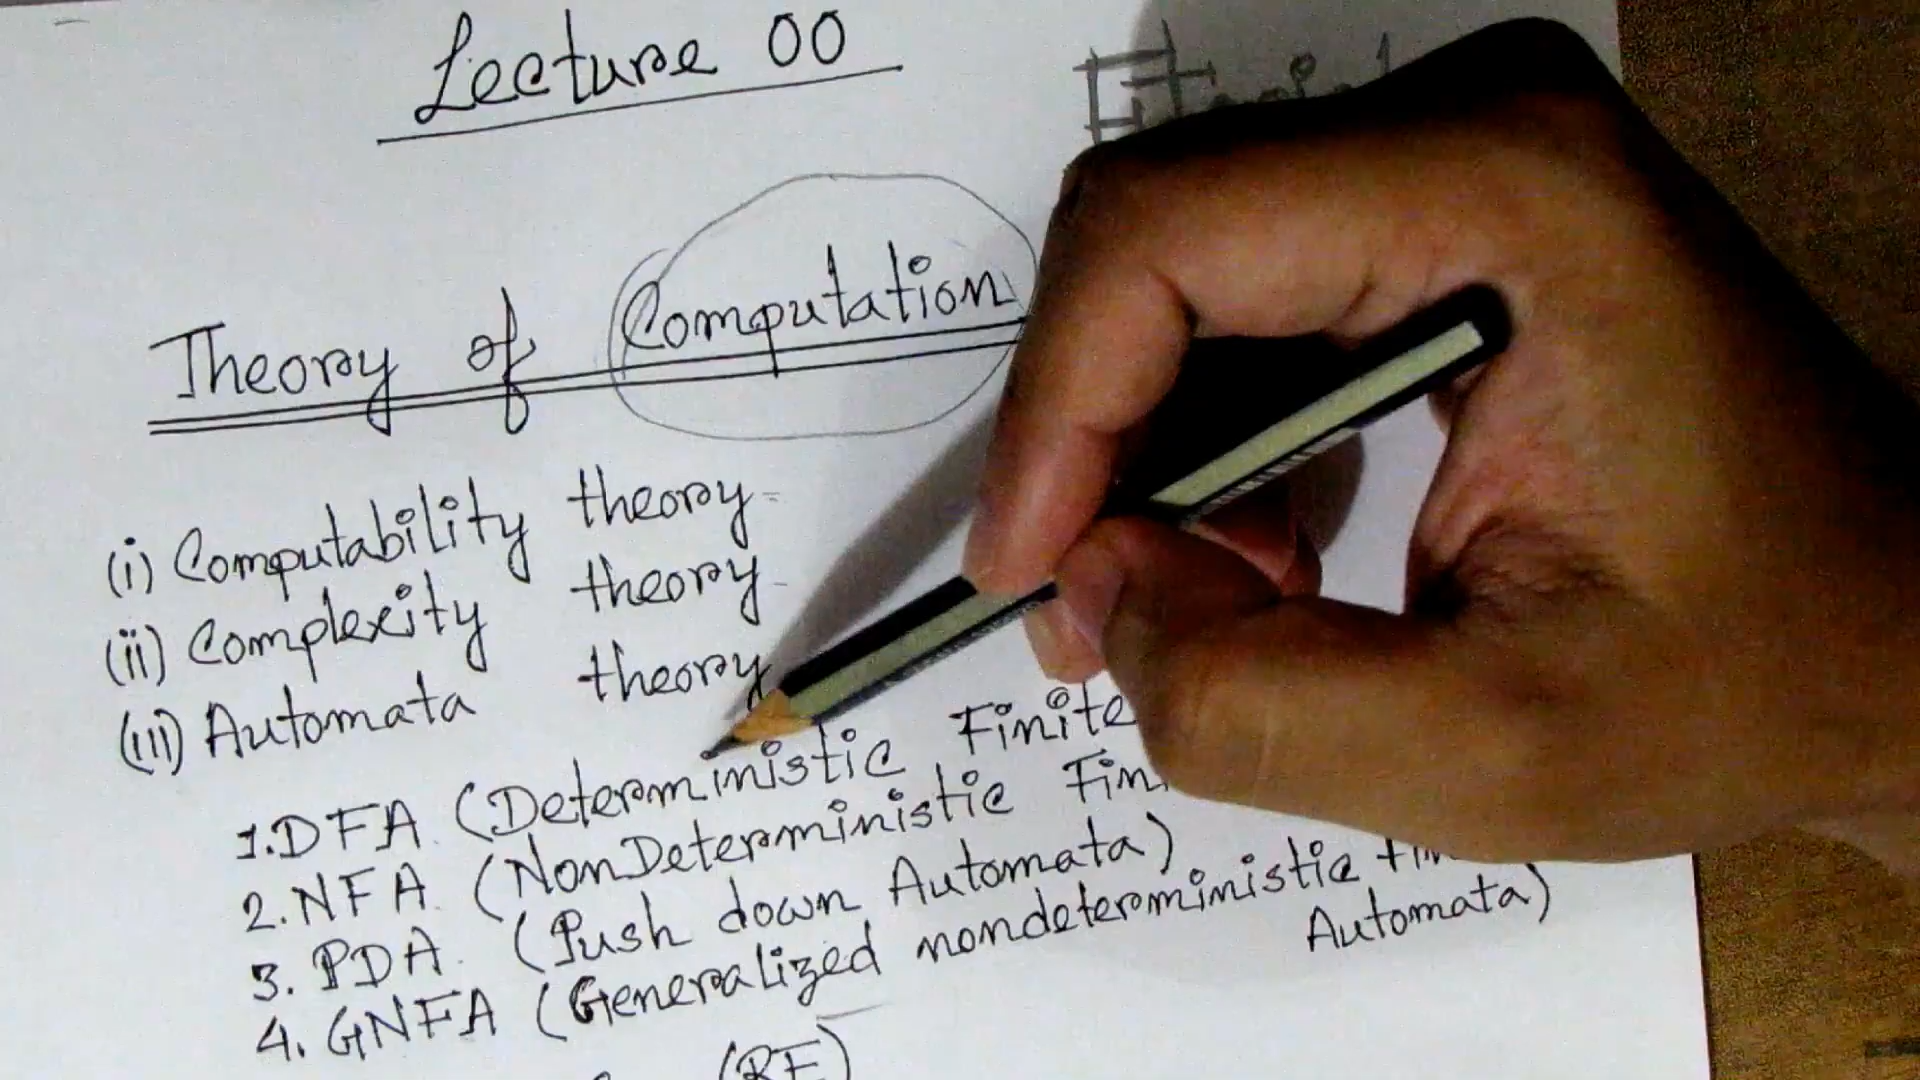 Lecture 00
Theory of Computation
(i) Computability theory
(ii) Complexity theory
(iii) Automata theory
1. DFA (Deterministic Finite
2. NFA (NonDeterministic
3. PDA (Push down Automata)
4. GNFA (Generalized nondeterministic
Automata)
(RE)